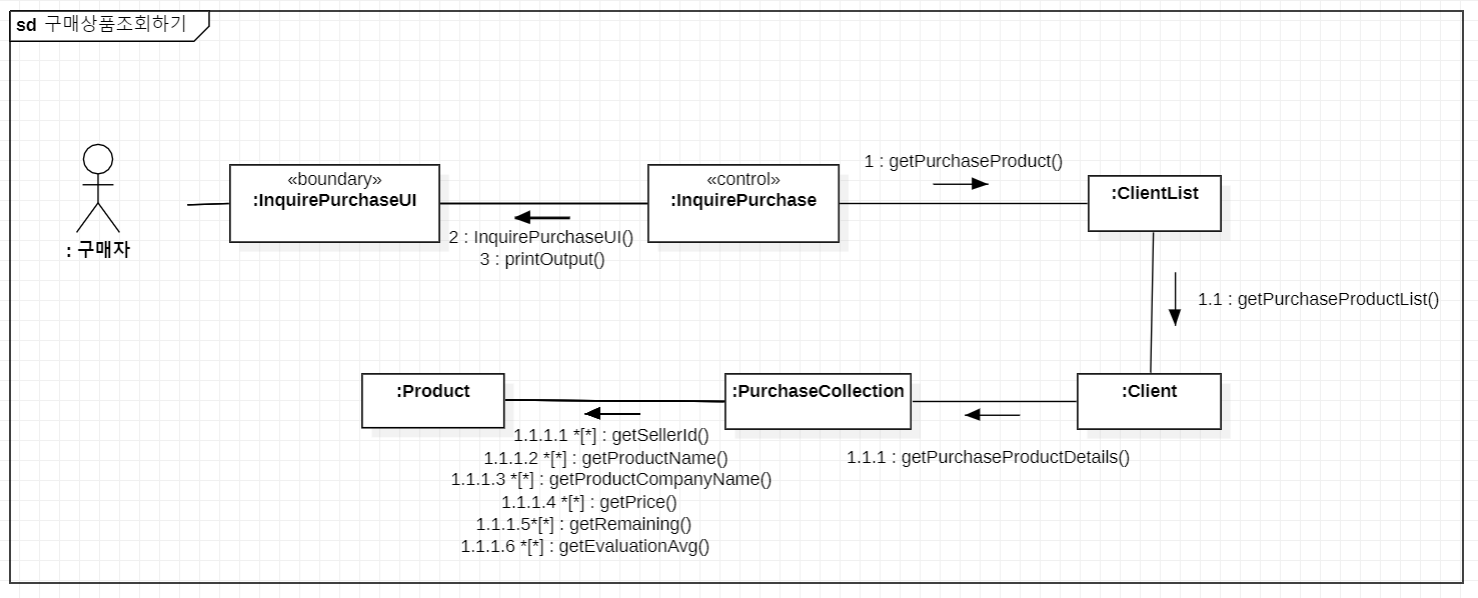 sd 구매상품조회하기
: 구매자
«boundary»
:InquirePurchaseUI
2 : InquirePurchaseUI()
3 : printOutput()
«control»
:InquirePurchase
1 : getPurchaseProduct()
:ClientList
1.1 : getPurchaseProductList()
:Client
1.1.1 : getPurchaseProductDetails()
:PurchaseCollection
:Product
1.1.1.1 *[*] : getSellerId()
1.1.1.2 *[*] : getProductName()
1.1.1.3 *[*] : getProductCompanyName()
1.1.1.4 *[*] : getPrice()
1.1.1.5*[*] : getRemaining()
1.1.1.6 *[*] : getEvaluationAvg()